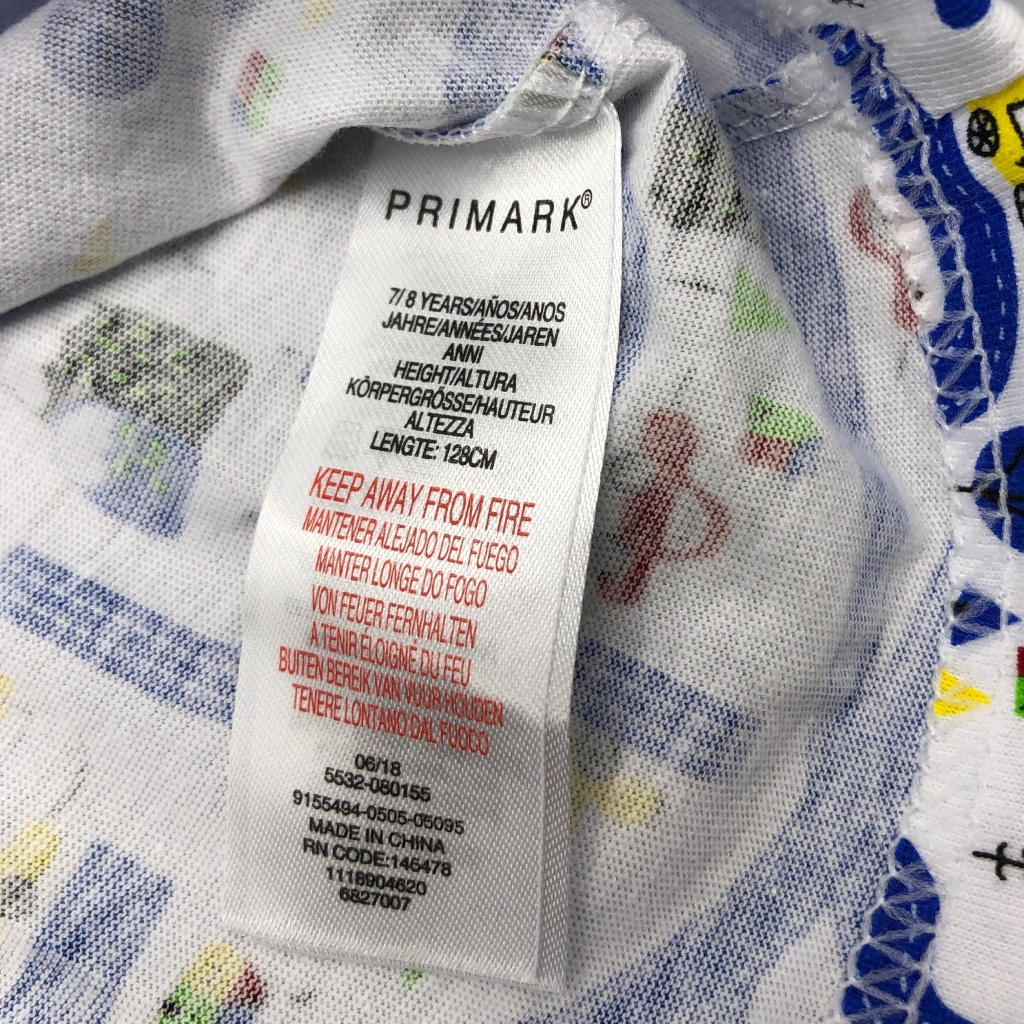 PRIMARK®
7/ 8 YEARS/AÑOS/ANOS
JAHRE/ANNÉES/JAREN
ANNI
HEIGHT/ALTURA
KÖRPERGRÖSSE/HAUTEUR
ALTEZZA
LENGTE: 128CM
KEEP AWAY FROM FIRE
MANTENER ALEJADO DEL FUEGO
MANTER LONGE DO FOGO
VON FEUER FERNHALTEN
À TENIR ÉLOIGNÉ DU FEU
BUITEN BEREIK VAN VUUR HOUDEN
TENERE LONTANO DAL FUOCO
06/18
5532-080155
9155494-0505-05095
MADE IN CHINA
RN CODE:145478
1118904620
6827007